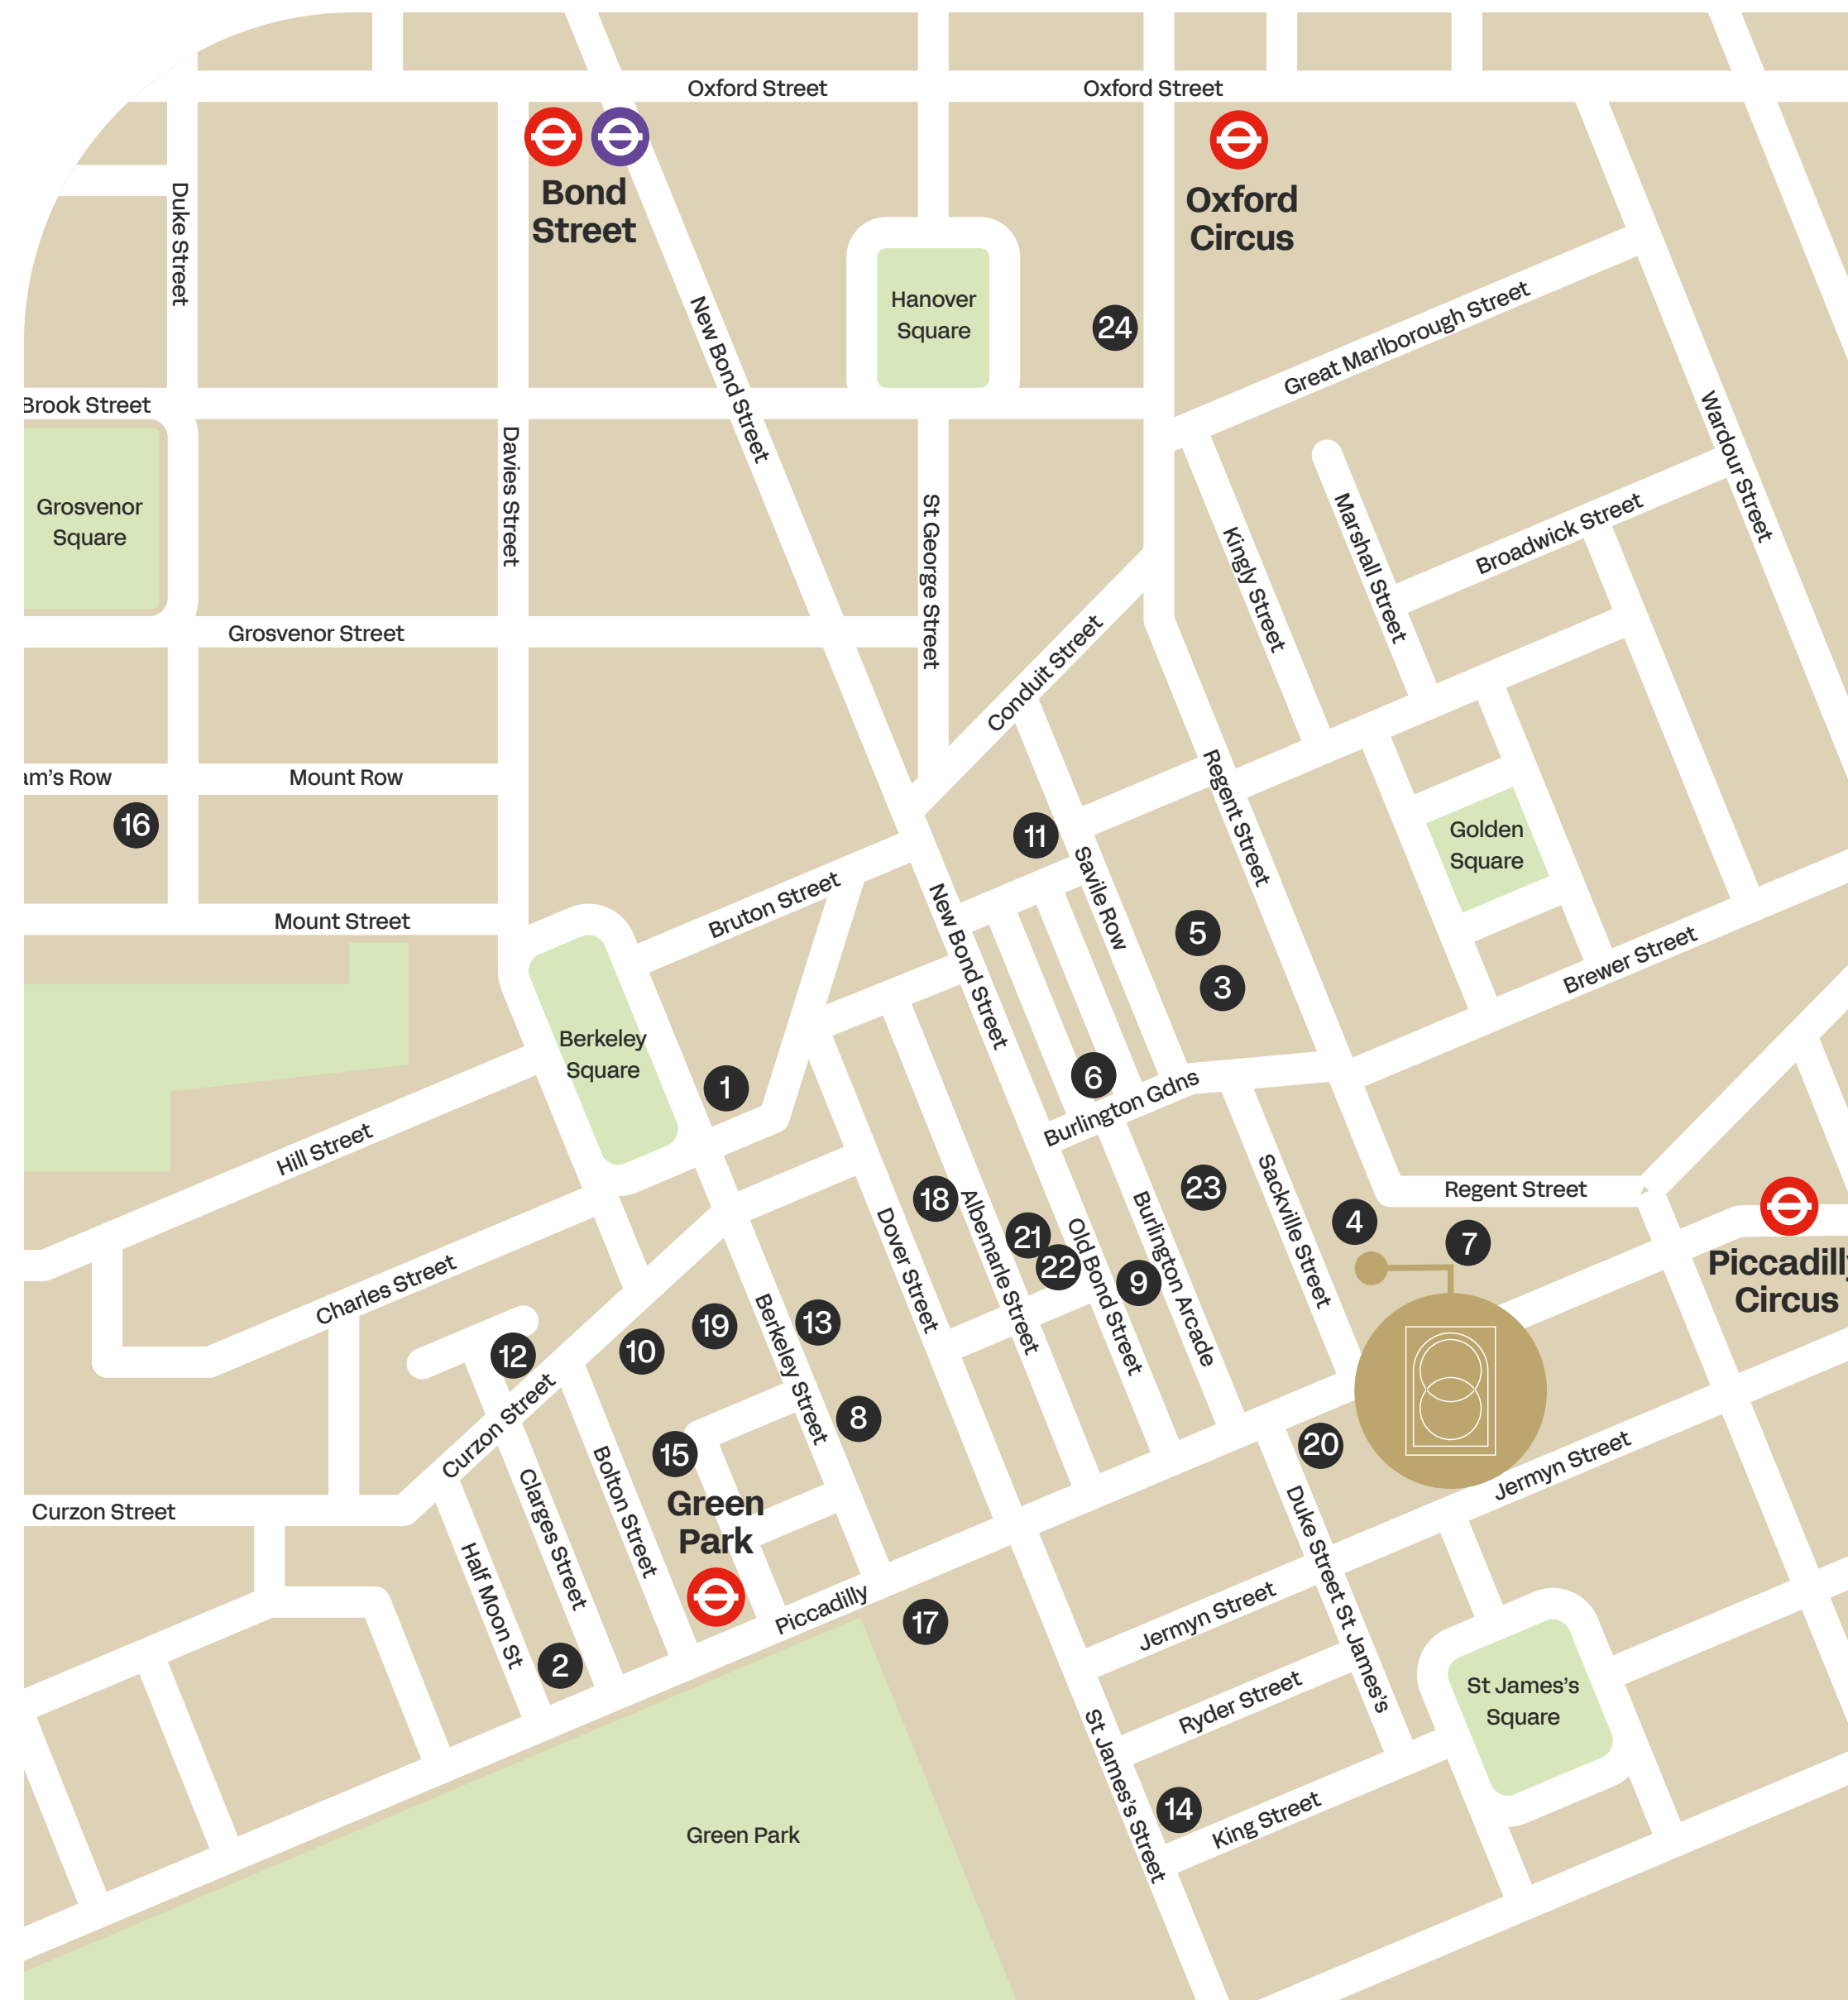 Oxford Street
Oxford Street
Bond
Street
Oxford
Circus
Duke Street
Hanover
Square
24
New Bond Street
Great Marlborough Street
Brook Street
Davies Street
Wardour Street
Grosvenor
Square
St George Street
Kingly Street
Marshall Street
Broadwick Street
Grosvenor Street
Conduit Street
am's Row
Mount Row
16
11
Regent Street
Golden
Square
Mount Street
Bruton Street
New Bond Street
Savile Row
5
3
Brewer Street
Berkeley
Square
1
6
Burlington Gdns
Hill Street
18
Albemarle Street
21
22
Old Bond Street
9
Burlington Arcade
23
Sackville Street
4
7
Regent Street
Piccadilly
Circus
Charles Street
Dover Street
12
10
19
13
Berkeley Street
8
15
20
Curzon Street
Curzon Street
Clarges Street
Bolton Street
Half Moon St
Green
Park
2
Piccadilly
17
Duke Street St James's
Jermyn Street
Jermyn Street
Ryder Street
St James's Street
St James's
Square
14
King Street
Green Park